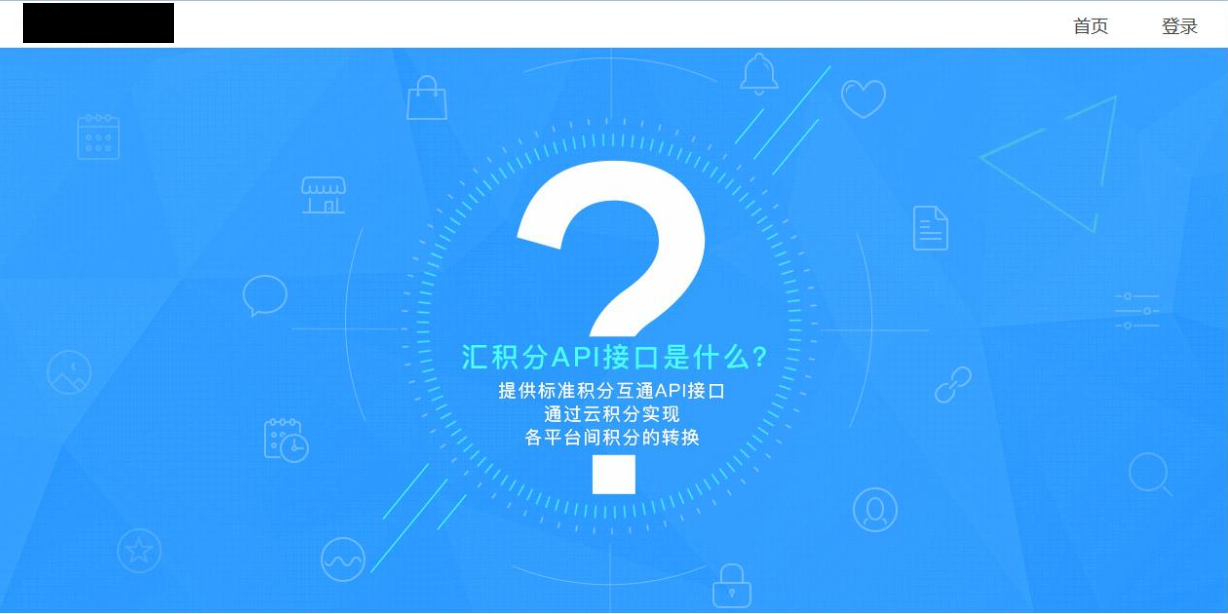 首页
登录
汇积分API接口是什么?
提供标准积分互通API接口
通过云积分实现
各平台间积分的转换